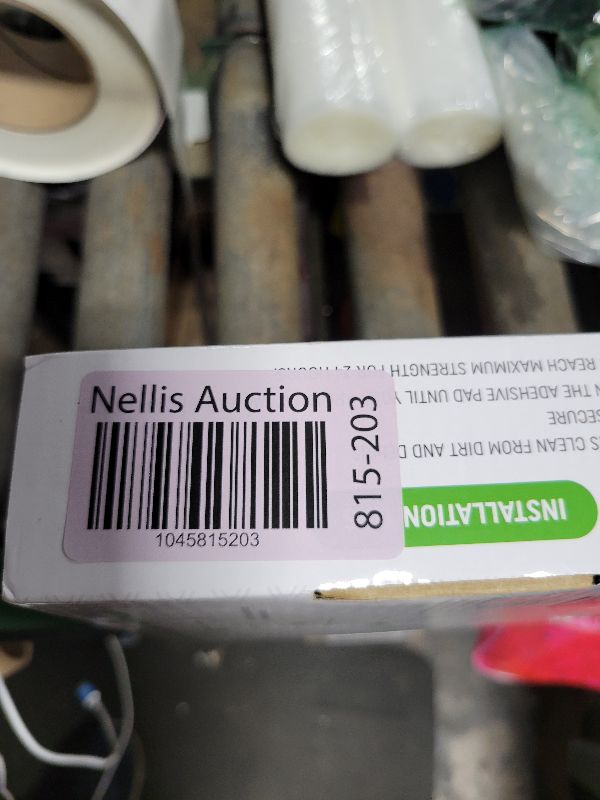 Nellis Auction
1045815203
815-203
INSTALLATION
S CLEAN FROM DIRT AND D
SECURE
N THE ADEHSIVE PAD UNTIL Y
REACH MAXIMUM STRENGTH FOR 24 HOURS